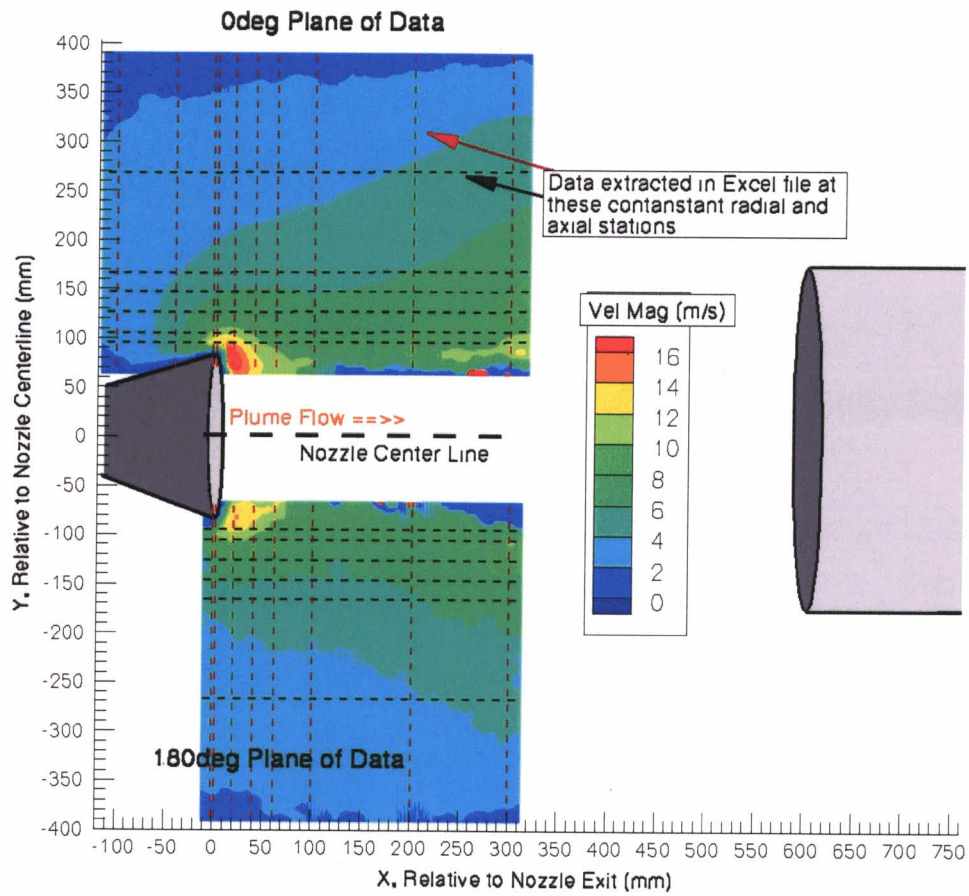 0deg Plane of Data
400
350
300
250
200
150
100
50
0
-50
-100
-150
-200
-250
-300
-350
-400
Y, Relative to Nozzle Centerline (mm)
Data extracted in Excel file at
these contanstant radial and
axial stations
Vel Mag (m/s)
16
14
12
10
8
6
4
2
0
Plume Flow ==>>
Nozzle Center Line
180deg Plane of Data
-100 -50 0 50 100 150 200 250 300 350 400 450 500 550 600 650 700 750
X, Relative to Nozzle Exit (mm)